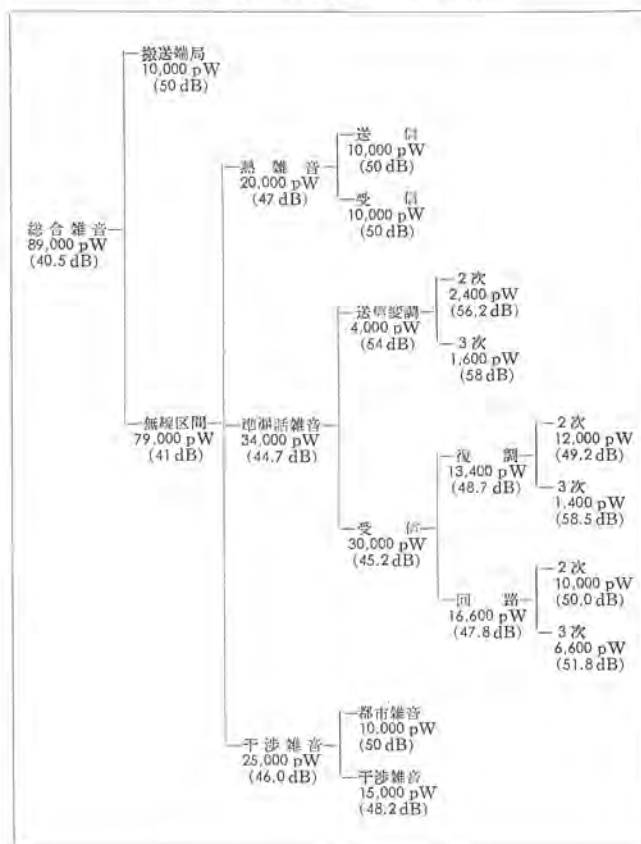 搬送端局
10,000 pW
(50 dB)
送信
10,000 pW
(50 dB)
熱雑音
20,000 pW
(47 dB)
受信
10,000 pW
(50 dB)
総合雑音
89,000 pW
(40.5 dB)
2次
2,400 pW
(56.2 dB)
送信変調
4,000 pW
(54 dB)
3次
1,600 pW
(58 dB)
無線区間
79,000 pW
(41 dB)
準漏話雑音
34,000 pW
(44.7 dB)
2次
12,000 pW
(49.2 dB)
復調
13,400 pW
(48.7 dB)
3次
1,400 pW
(58.5 dB)
受信
30,000 pW
(45.2 dB)
2次
10,000 pW
(50.0 dB)
回路
16,600 pW
(47.8 dB)
3次
6,600 pW
(51.8 dB)
都市雑音
10,000 pW
(50 dB)
干渉雑音
25,000 pW
(46.0 dB)
干渉雑音
15,000 pW
(48.2 dB)